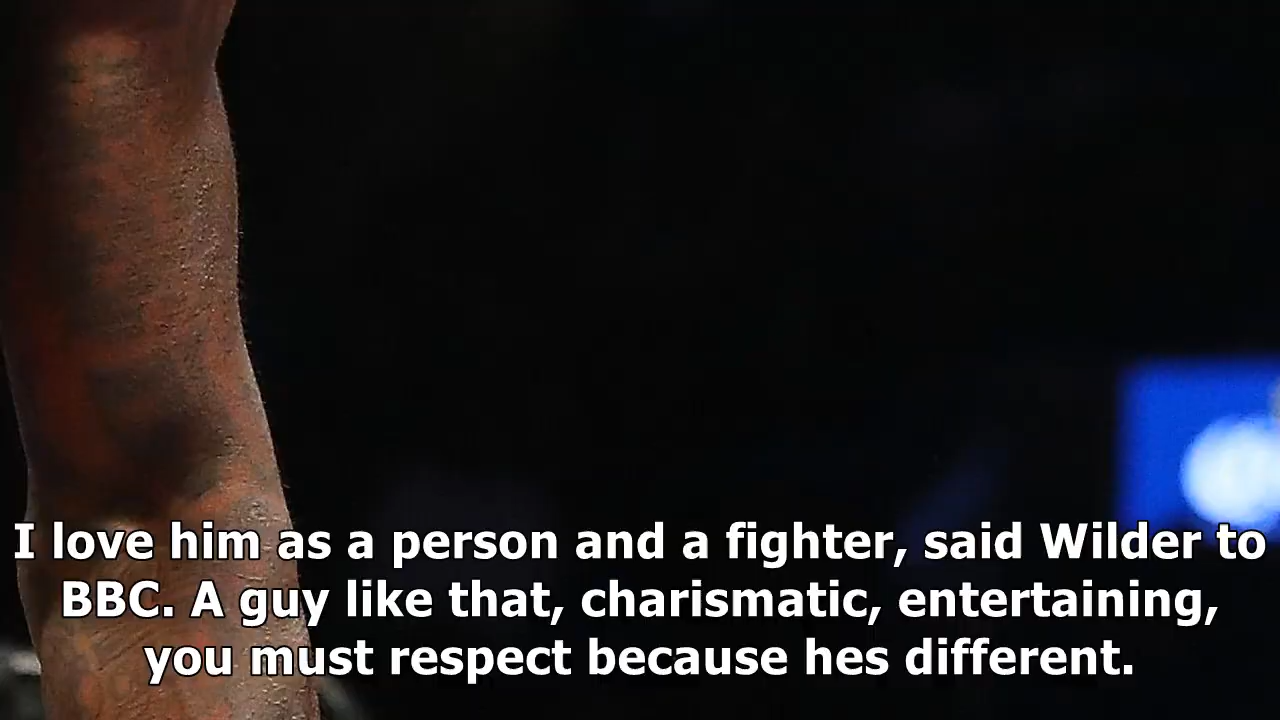 I love him as a person and a fighter, said Wilder to
BBC. A guy like that, charismatic, entertaining,
you must respect because hes different.